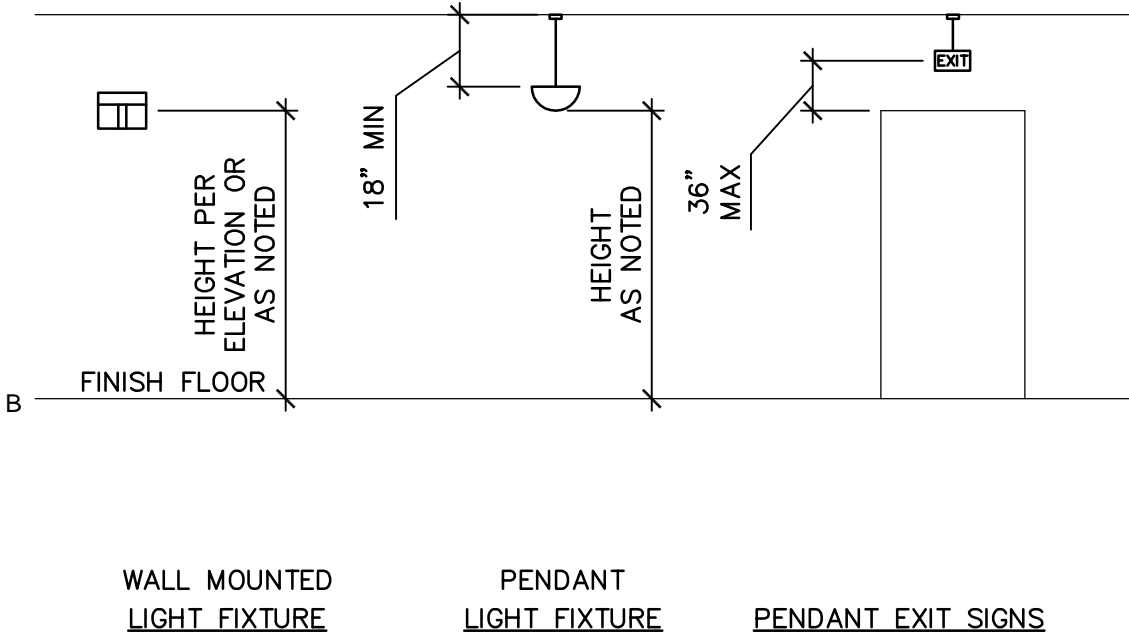 EXIT
18” MIN
36”
MAX
HEIGHT PER
ELEVATION OR
AS NOTED
HEIGHT
AS NOTED
FINISH FLOOR
B
WALL MOUNTED
LIGHT FIXTURE
PENDANT
LIGHT FIXTURE
PENDANT EXIT SIGNS